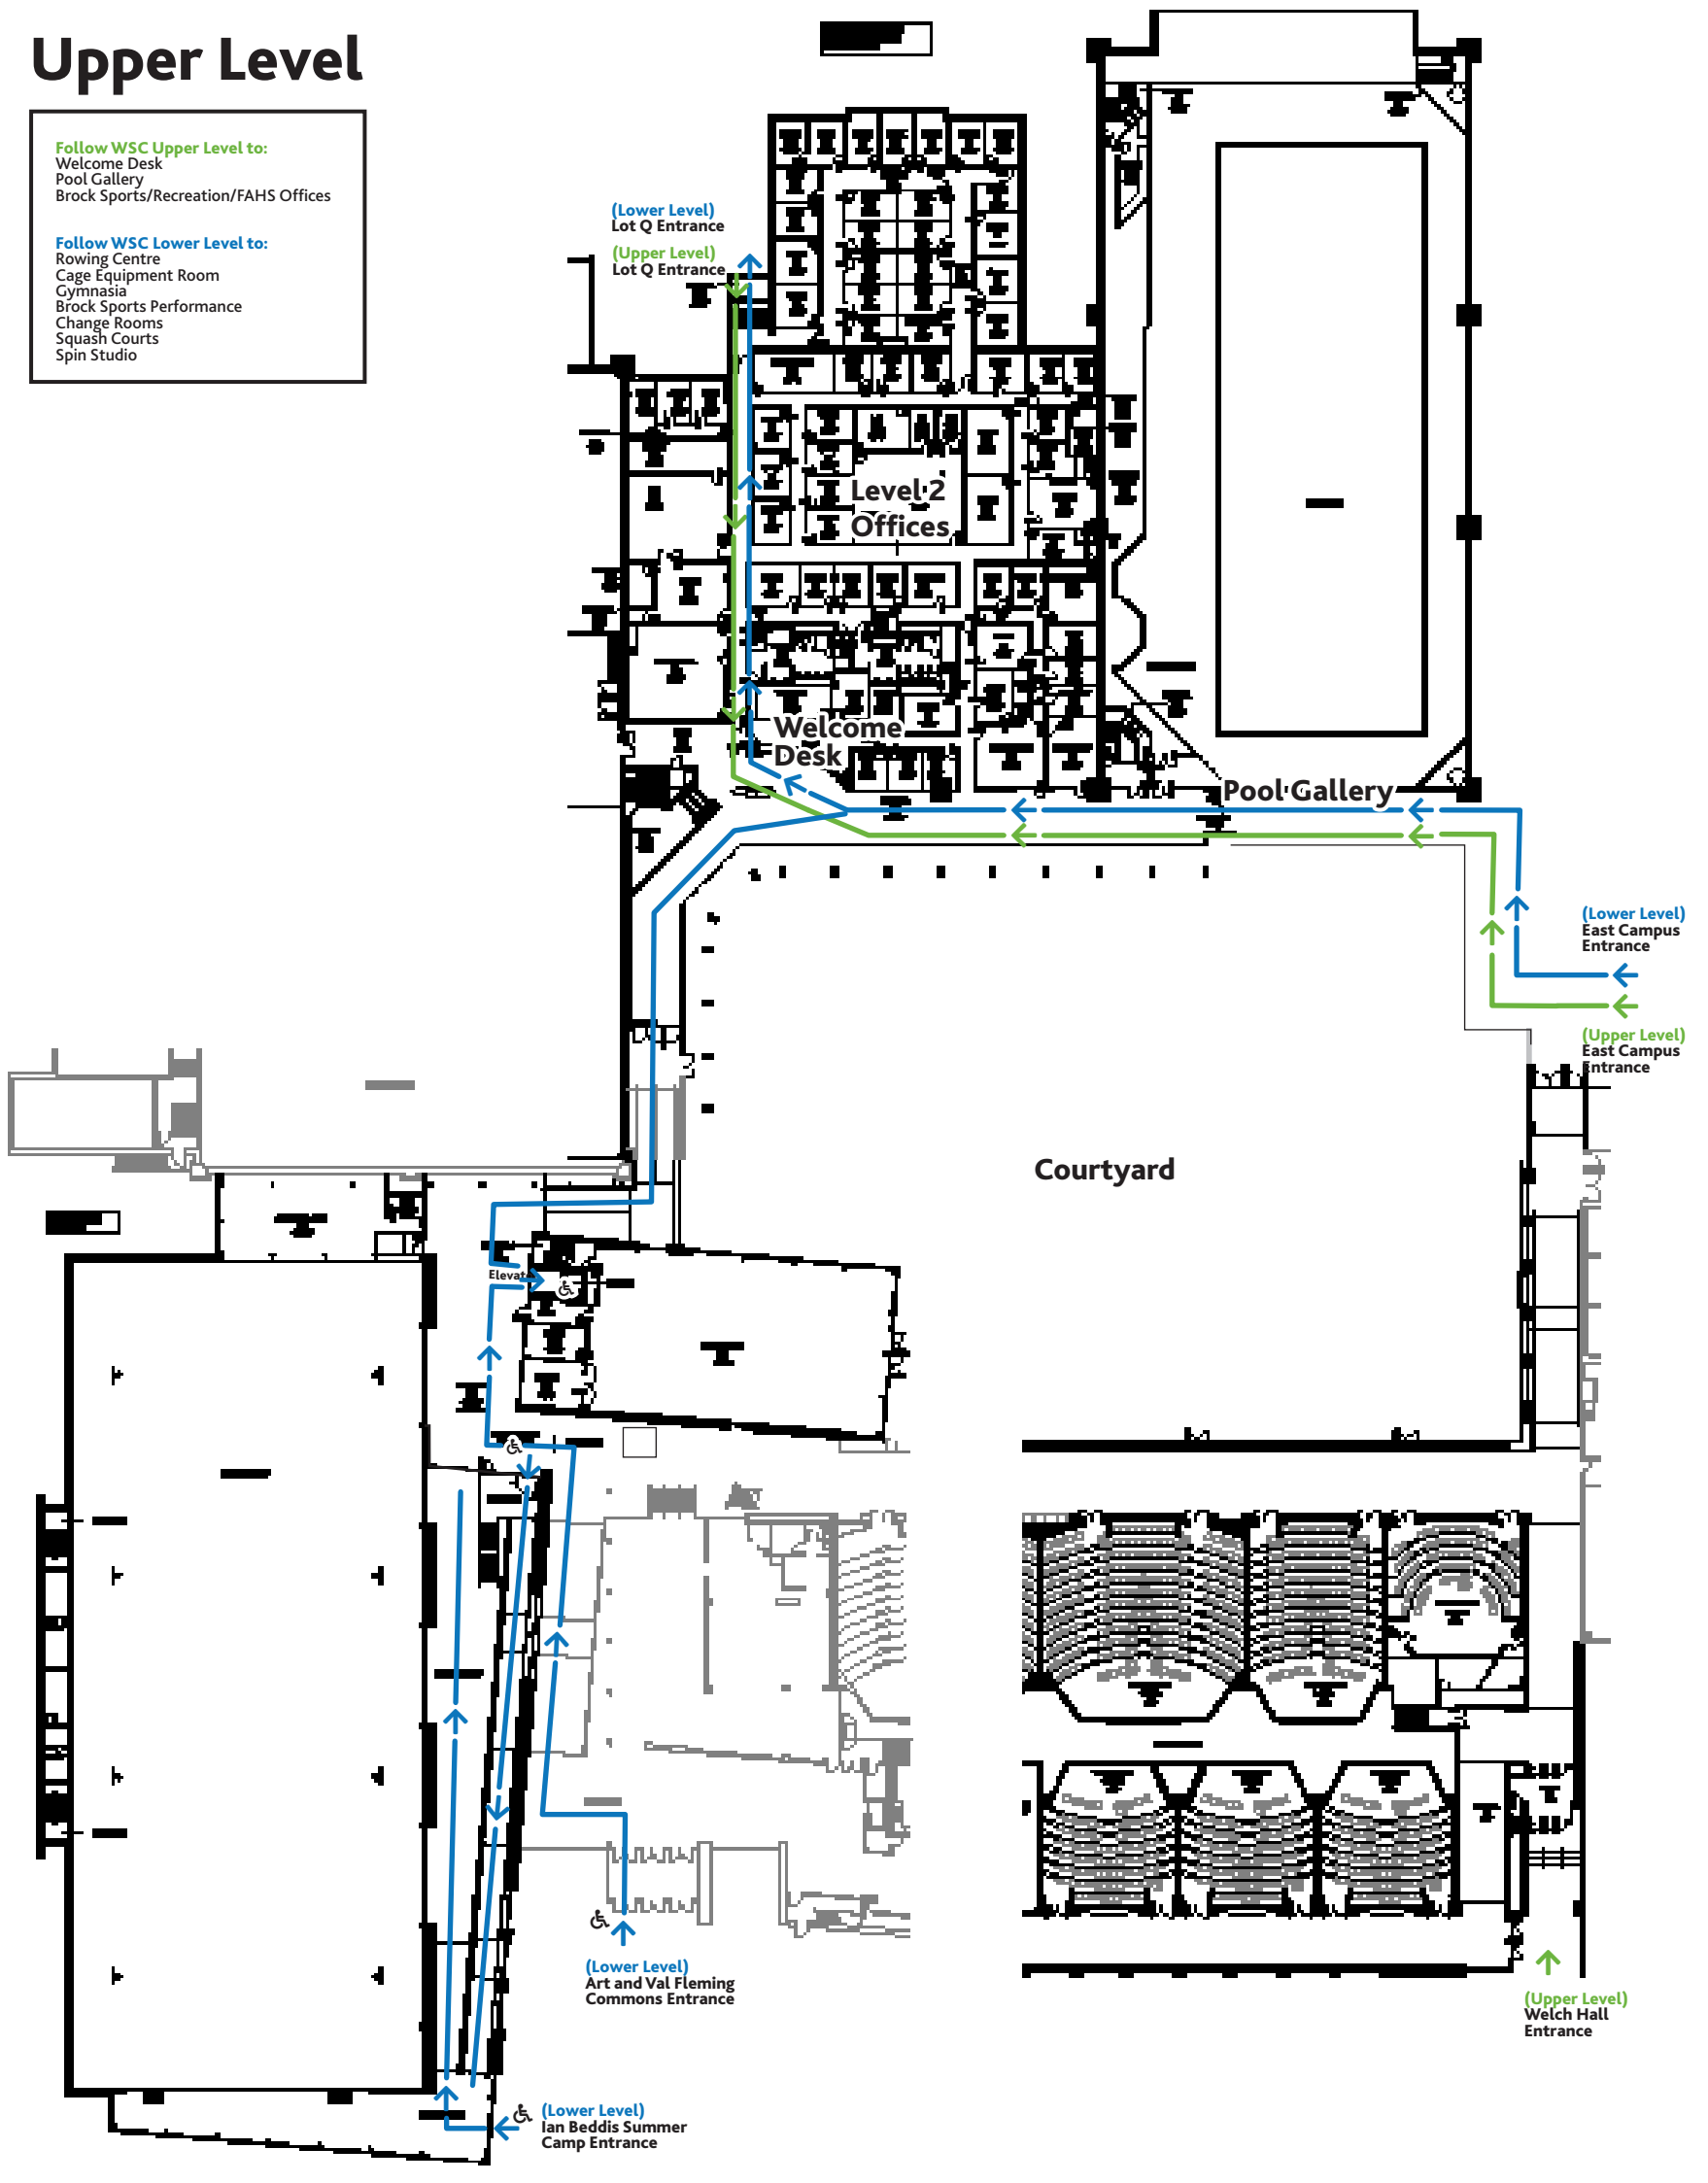 Upper Level
Follow WSC Upper Level to:
Welcome Desk
Pool Gallery
Brock Sports/Recreation/FAHS Offices
Follow WSC Lower Level to:
Rowing Centre
Cage Equipment Room
Gymnasia
Brock Sports Performance
Change Rooms
Squash Courts
Spin Studio
(Lower Level)
Lot Q Entrance
(Upper Level)
Lot Q Entrance
Level 2
Offices
Welcome
Desk
Pool Gallery
(Lower Level)
East Campus
Entrance
(Upper Level)
East Campus
Entrance
Courtyard
(Lower Level)
Art and Val Fleming
Commons Entrance
(Upper Level)
Welch Hall
Entrance
(Lower Level)
Ian Beddis Summer
Camp Entrance